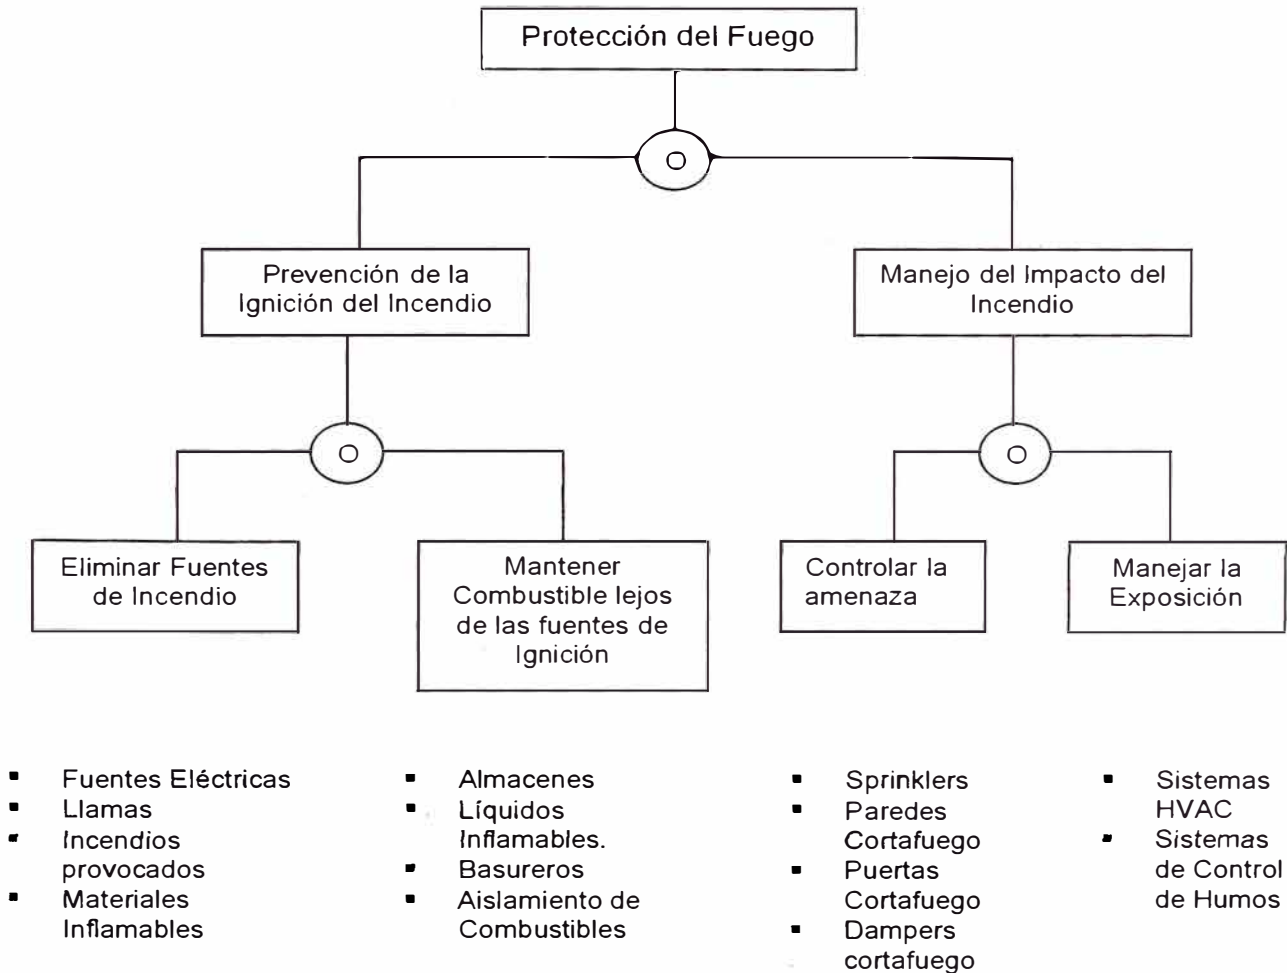 Protección del Fuego
O
Prevención de la
Ignición del Incendio
Manejo del Impacto del
Incendio
O
O
Eliminar Fuentes
de Incendio
Mantener
Combustible lejos
de las fuentes de
Ignición
Controlar la
amenaza
Manejar la
Exposición
▪ Fuentes Eléctricas
▪ Llamas
▪ Incendios
provocados
▪ Materiales
Inflamables
▪ Almacenes
▪ Líquidos
Inflamables.
▪ Basureros
▪ Aislamiento de
Combustibles
▪ Sprinklers
▪ Paredes
Cortafuego
▪ Puertas
Cortafuego
▪ Dampers
cortafuego
▪ Sistemas
HVAC
▪ Sistemas
de Control
de Humos